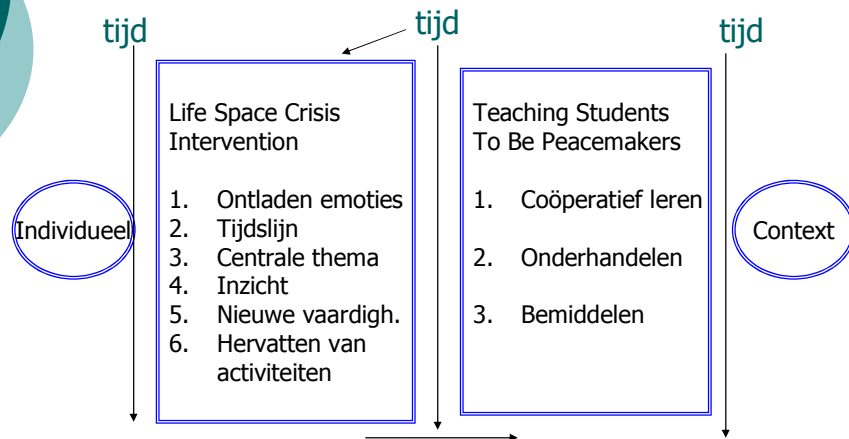 tijd
tijd
tijd
Individueel
Life Space Crisis
Intervention
1. Ontladen emoties
2. Tijdslijn
3. Centrale thema
4. Inzicht
5. Nieuwe vaardigh.
6. Hervatten van
activiteiten
Teaching Students
To Be Peacemakers
1. Coöperatief leren
2. Onderhandelen
3. Bemiddelen
Context